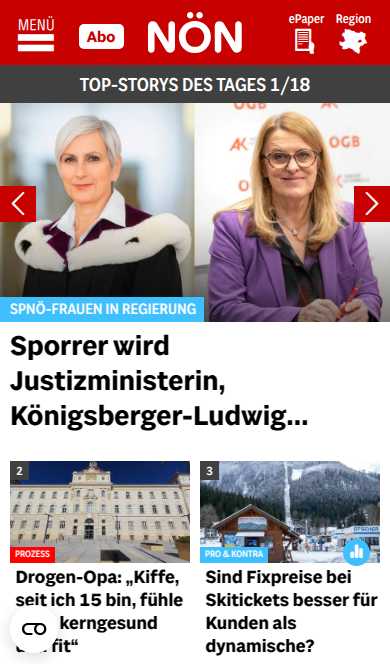 MENÜ
Abo
NÖN
ePaper
Region
TOP-STORYS DES TAGES 1/18
AK
ÖGB
AK
ÖGB
SPNÖ-FRAUEN IN REGIERUNG
Sporrer wird
Justizministerin,
Königsberger-Ludwig...
2
PROZESS
Drogen-Opa: „Kiffe,
seit ich 15 bin, fühle
kerngesund
fit“
3
PRO & KONTRA
Sind Fixpreise bei
Skitickets besser für
Kunden als
dynamische?